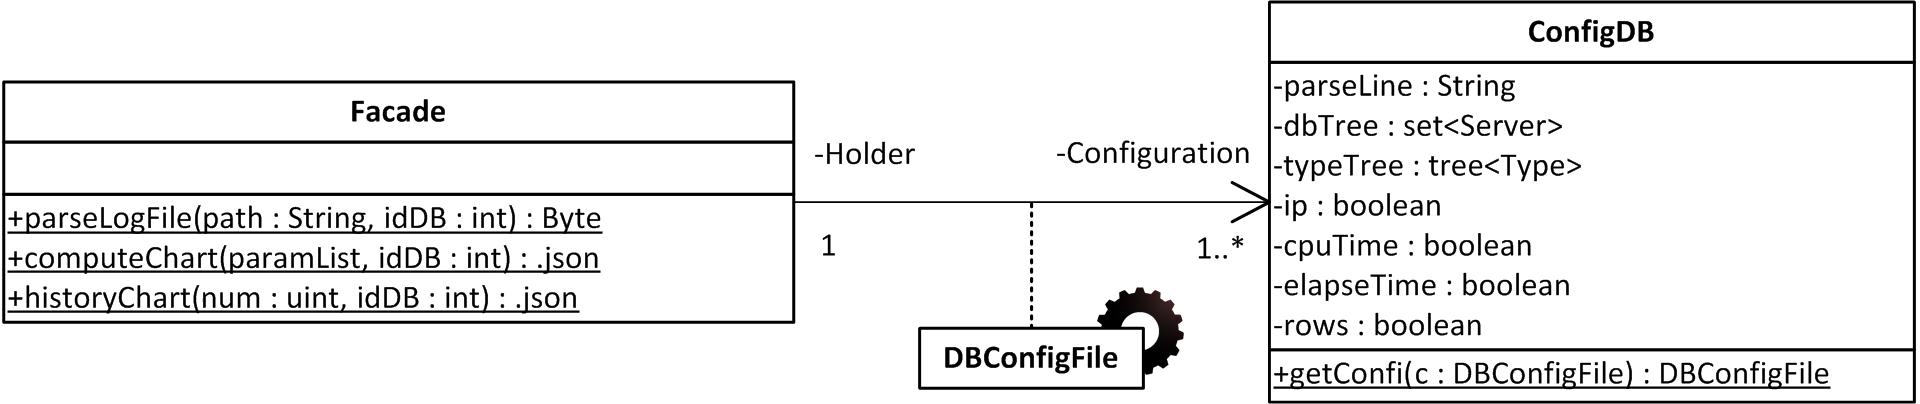 Facade
+parseLogFile(path : String, idDB : int) : Byte
+computeChart(paramList, idDB : int) : .json
+historyChart(num : uint, idDB : int) : .json
-Holder
-Configuration
1
1..*
DBConfigFile
ConfigDB
-parseLine : String
-dbTree : set<Server>
-typeTree : tree<Type>
-ip : boolean
-cpuTime : boolean
-elapseTime : boolean
-rows : boolean
+getConfi(c : DBConfigFile) : DBConfigFile